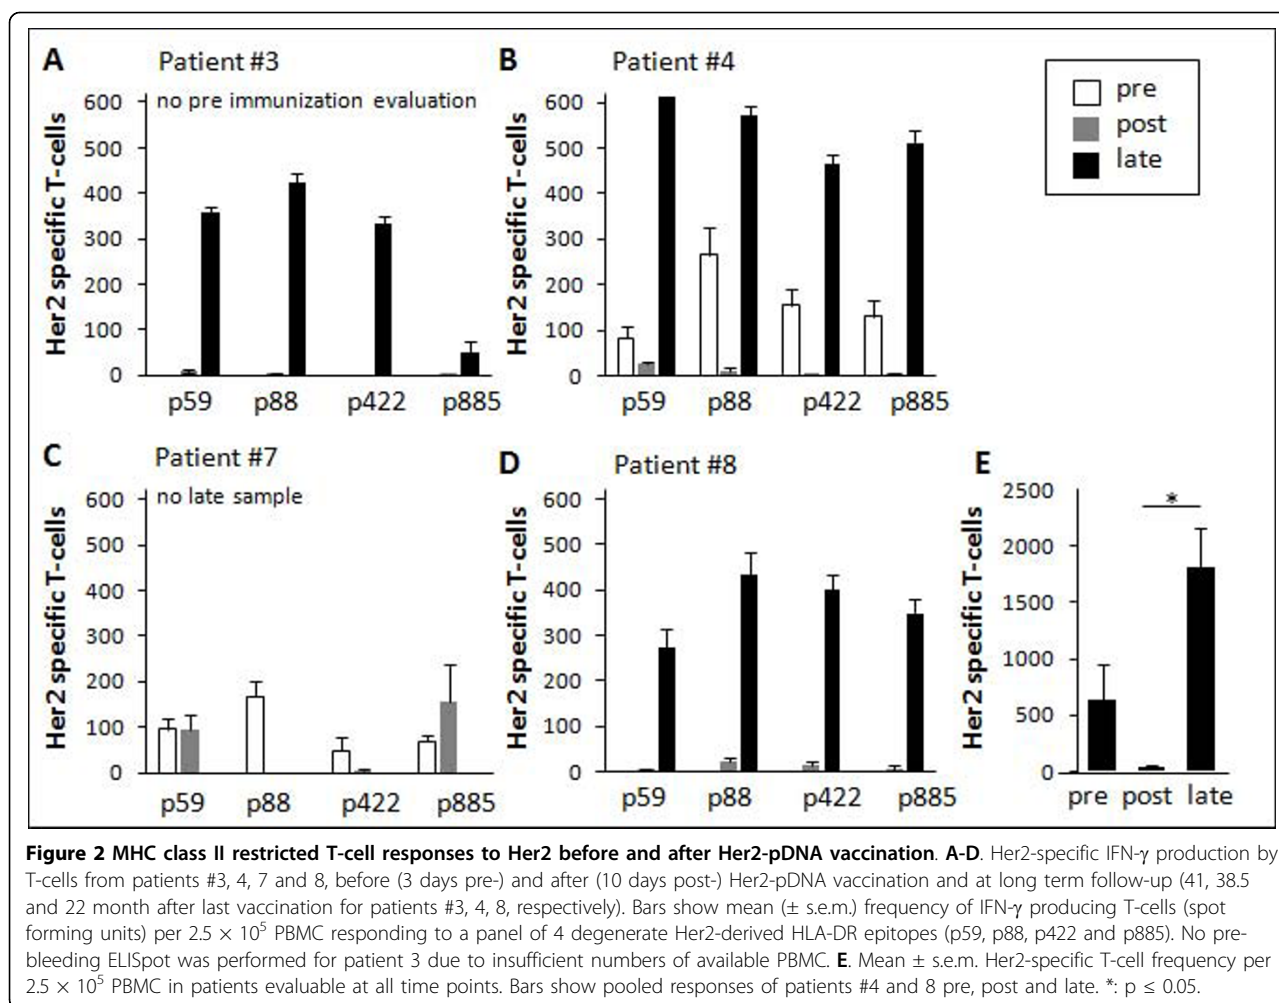 A Patient #3
no pre immunization evaluation
Her2 specific T-cells
600
500
400
300
200
100
0
p59 p88 p422 p885
B Patient #4
Her2 specific T-cells
600
500
400
300
200
100
0
p59 p88 p422 p885
pre
post
late
C Patient #7
no late sample
Her2 specific T-cells
600
500
400
300
200
100
0
p59 p88 p422 p885
D Patient #8
Her2 specific T-cells
600
500
400
300
200
100
0
p59 p88 p422 p885
E
Her2 specific T-cells
2500
2000
1500
1000
500
0
*
pre post late
Figure 2 MHC class II restricted T-cell responses to Her2 before and after Her2-pDNA vaccination. A-D. Her2-specific IFN-γ production by
T-cells from patients #3, 4, 7 and 8, before (3 days pre-) and after (10 days post-) Her2-pDNA vaccination and at long term follow-up (41, 38.5
and 22 month after last vaccination for patients #3, 4, 8, respectively). Bars show mean (± s.e.m.) frequency of IFN-γ producing T-cells (spot
forming units) per 2.5 × 10⁵ PBMC responding to a panel of 4 degenerate Her2-derived HLA-DR epitopes (p59, p88, p422 and p885). No pre-
bleeding ELISpot was performed for patient 3 due to insufficient numbers of available PBMC. E. Mean ± s.e.m. Her2-specific T-cell frequency per
2.5 × 10⁵ PBMC in patients evaluable at all time points. Bars show pooled responses of patients #4 and 8 pre, post and late. *: p ≤ 0.05.